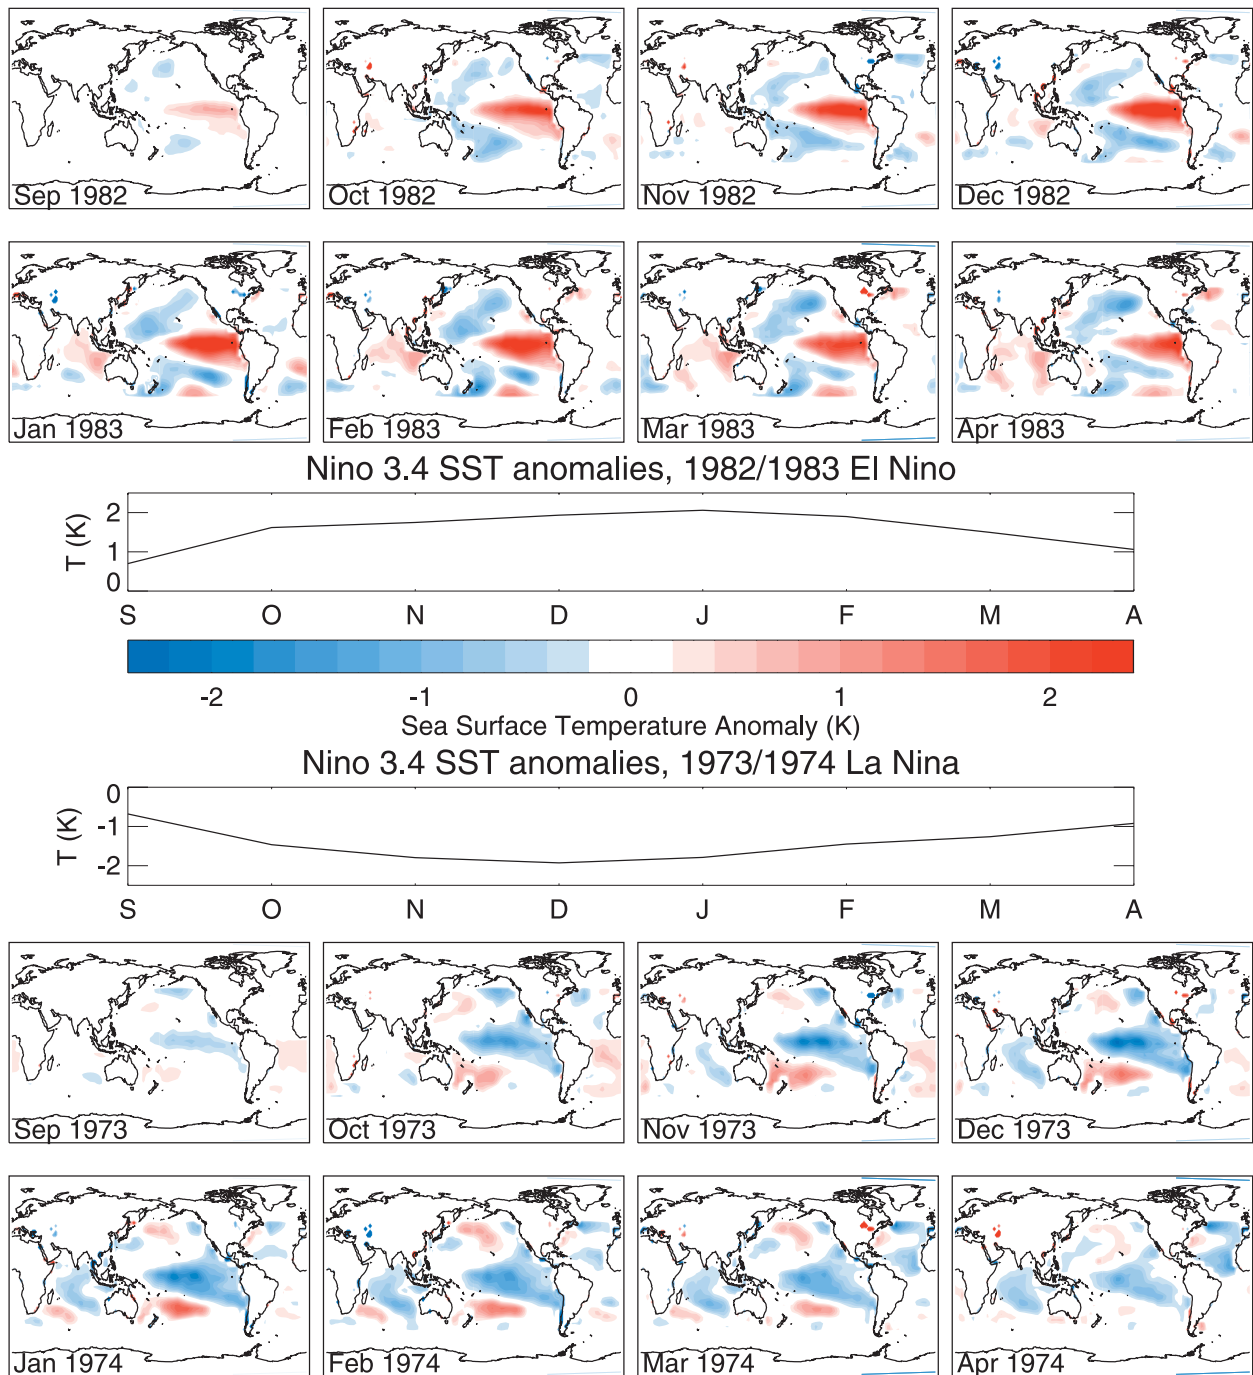 Sep 1982
Oct 1982
Nov 1982
Dec 1982
Jan 1983
Feb 1983
Mar 1983
Apr 1983
Nino 3.4 SST anomalies, 1982/1983 El Nino
T (K)
2
1
0
S O N D J F M A
-2 -1 0 1 2
Sea Surface Temperature Anomaly (K)
Nino 3.4 SST anomalies, 1973/1974 La Nina
T (K)
0
-1
-2
S O N D J F M A
Sep 1973
Oct 1973
Nov 1973
Dec 1973
Jan 1974
Feb 1974
Mar 1974
Apr 1974